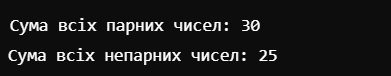 Сума всіх парних чисел: 30
Сума всіх непарних чисел: 25